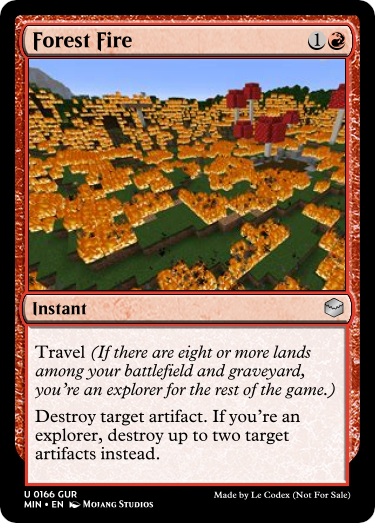 Forest Fire 1
Instant
Travel (If there are eight or more lands
among your battlefield and graveyard,
you're an explorer for the rest of the game.)
Destroy target artifact. If you're an
explorer, destroy up to two target
artifacts instead.
U 0166 GUR
MIN • EN Mojang Studios
Made by Le Codex (Not For Sale)